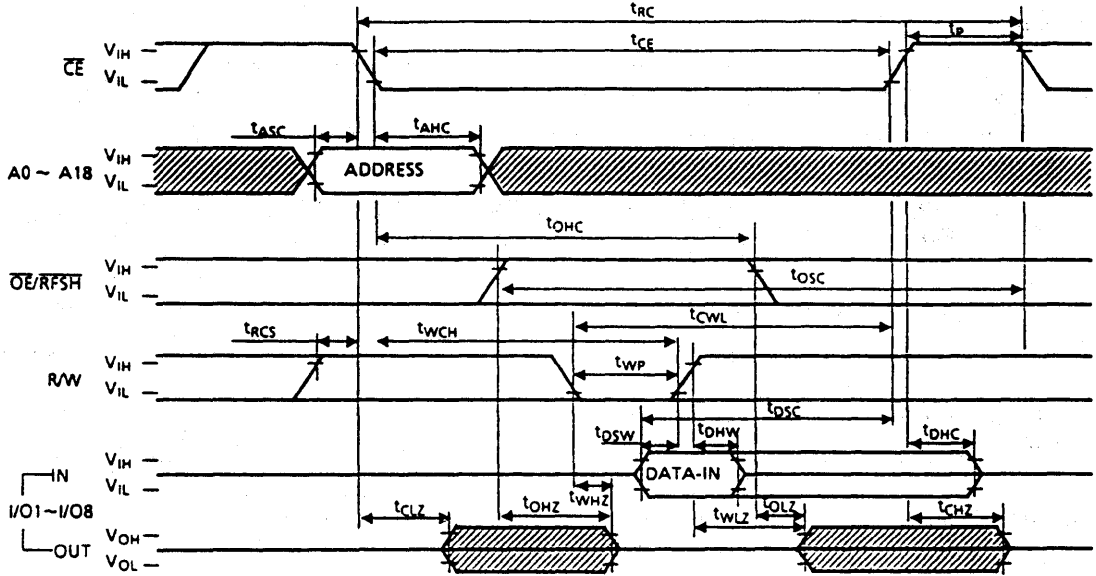 tRC
tCE
tP
CE
VIH
VIL
tASC
tAHC
A0 ~ A18
VIH
VIL
ADDRESS
tOHC
OE/RFSH
VIH
VIL
tOSC
tCWL
tRCS
tWCH
R/W
VIH
VIL
tWP
tDSC
tDSW
tDHW
tDHC
IN
VIH
VIL
DATA-IN
I/O1~I/O8
tWHZ
tCLZ
tOHZ
tWLZ
tOLZ
tCHZ
OUT
VOH
VOL